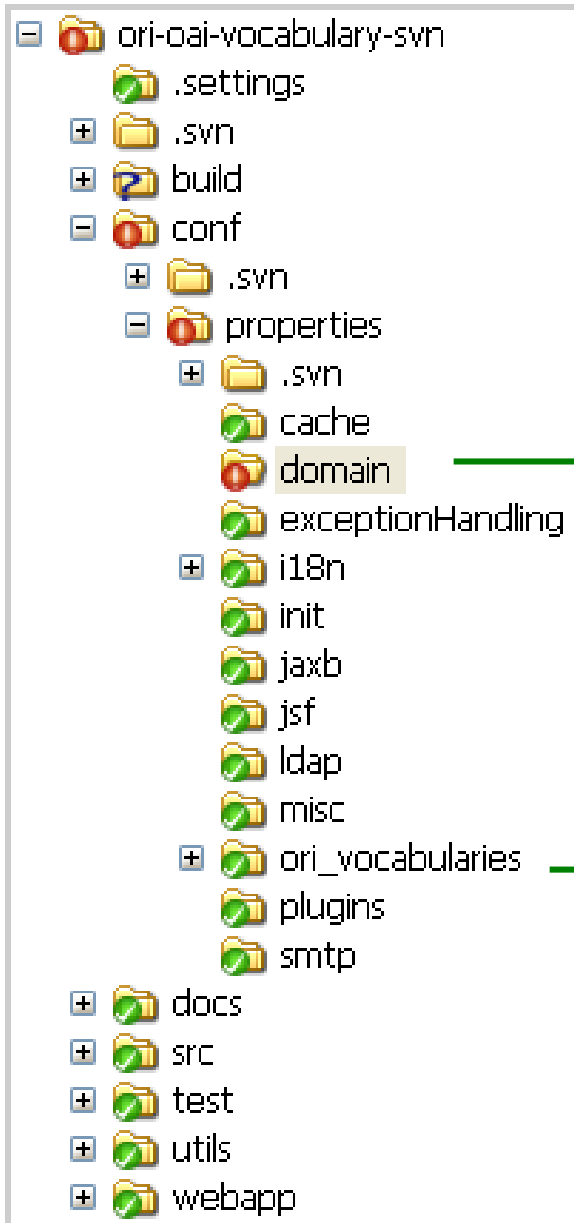 ori-oai-vocabulary-svn
.settings
.svn
build
conf
.svn
properties
.svn
cache
domain
exceptionHandling
i18n
init
jaxb
jsf
ldap
misc
ori_vocabularies
plugins
smtp
docs
src
test
utils
webapp